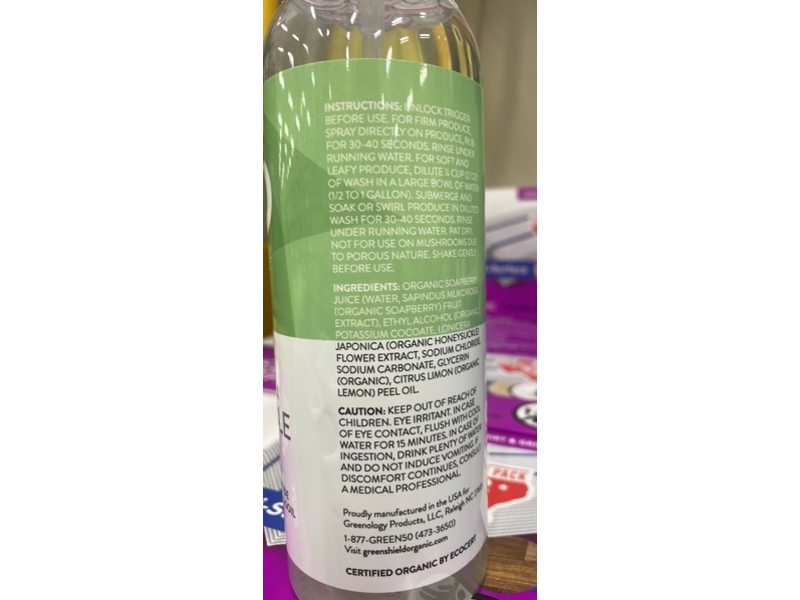 INSTRUCTIONS: UNLOCK TRIGGER
BEFORE USE. FOR FIRM PRODUCE,
SPRAY DIRECTLY ON PRODUCE, RUB
FOR 30-40 SECONDS. RINSE UNDER
RUNNING WATER. FOR SOFT AND
LEAFY PRODUCE, DILUTE ¼ CUP (2 OZ)
OF WASH IN A LARGE BOWL OF WATER
(1/2 TO 1 GALLON). SUBMERGE AND
SOAK OR SWIRL PRODUCE IN DILUTED
WASH FOR 30-40 SECONDS. RINSE
UNDER RUNNING WATER. PAT DRY.
NOT FOR USE ON MUSHROOMS DUE
TO POROUS NATURE. SHAKE GENTLY
BEFORE USE.
INGREDIENTS: ORGANIC SOAPBERRY
JUICE (WATER, SAPINDUS MUKOROSSI
(ORGANIC SOAPBERRY) FRUIT
EXTRACT), ETHYL ALCOHOL (ORGANIC),
POTASSIUM COCOATE, LONICERA
JAPONICA (ORGANIC HONEYSUCKLE)
FLOWER EXTRACT, SODIUM CHLORIDE,
SODIUM CARBONATE, GLYCERIN
(ORGANIC), CITRUS LIMON (ORGANIC
LEMON) PEEL OIL.
CAUTION: KEEP OUT OF REACH OF
CHILDREN. EYE IRRITANT. IN CASE
OF EYE CONTACT, FLUSH WITH COOL
WATER FOR 15 MINUTES. IN CASE OF
INGESTION, DRINK PLENTY OF WATER
AND DO NOT INDUCE VOMITING. IF
DISCOMFORT CONTINUES, CONSULT
A MEDICAL PROFESSIONAL.
Proudly manufactured in the USA for
Greenology Products, LLC, Raleigh NC
1-877-GREEN50 (473-3650)
Visit greenshieldorganic.com
CERTIFIED ORGANIC BY ECOCERT
LE
OIL
PACK